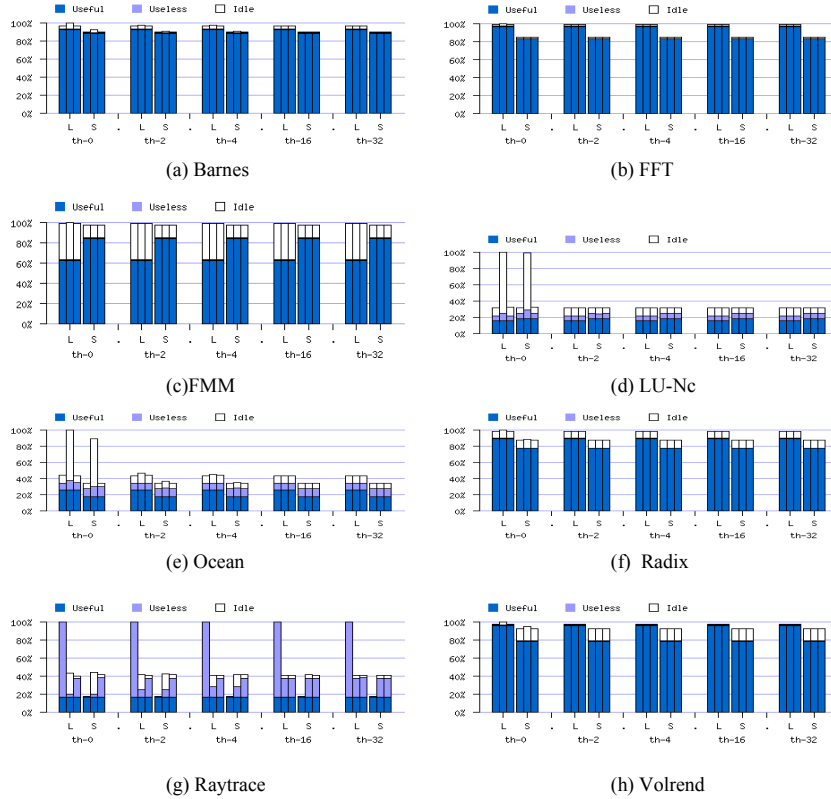 Useful Useless Idle
100%
80%
60%
40%
20%
0%
L S . L S . L S . L S . L S
th-0 th-2 th-4 th-16 th-32
(a) Barnes
Useful Useless Idle
100%
80%
60%
40%
20%
0%
L S . L S . L S . L S . L S
th-0 th-2 th-4 th-16 th-32
(b) FFT
Useful Useless Idle
100%
80%
60%
40%
20%
0%
L S . L S . L S . L S . L S
th-0 th-2 th-4 th-16 th-32
(c)FMM
Useful Useless Idle
100%
80%
60%
40%
20%
0%
L S . L S . L S . L S . L S
th-0 th-2 th-4 th-16 th-32
(d) LU-Nc
Useful Useless Idle
100%
80%
60%
40%
20%
0%
L S . L S . L S . L S . L S
th-0 th-2 th-4 th-16 th-32
(e) Ocean
Useful Useless Idle
100%
80%
60%
40%
20%
0%
L S . L S . L S . L S . L S
th-0 th-2 th-4 th-16 th-32
(f) Radix
Useful Useless Idle
100%
80%
60%
40%
20%
0%
L S . L S . L S . L S . L S
th-0 th-2 th-4 th-16 th-32
(g) Raytrace
Useful Useless Idle
100%
80%
60%
40%
20%
0%
L S . L S . L S . L S . L S
th-0 th-2 th-4 th-16 th-32
(h) Volrend